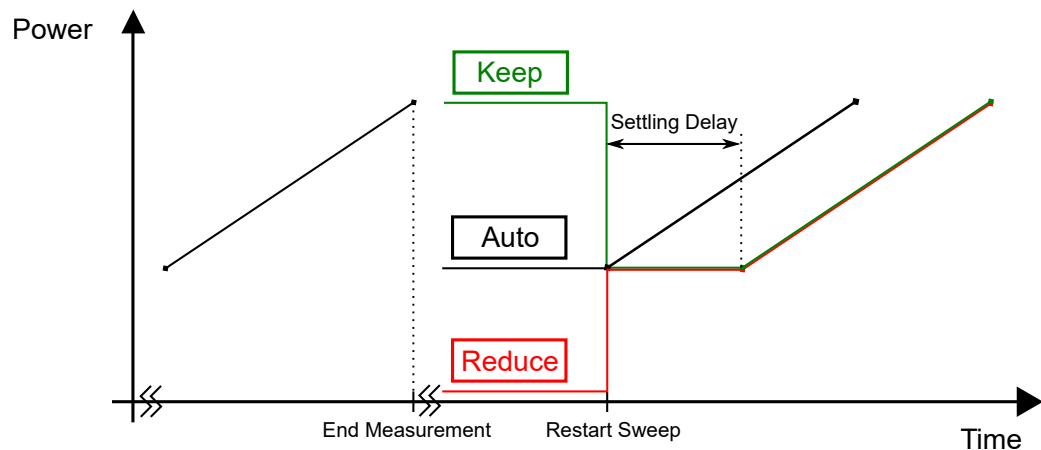 Power
Keep
Settling Delay
Auto
Reduce
End Measurement
Restart Sweep
Time